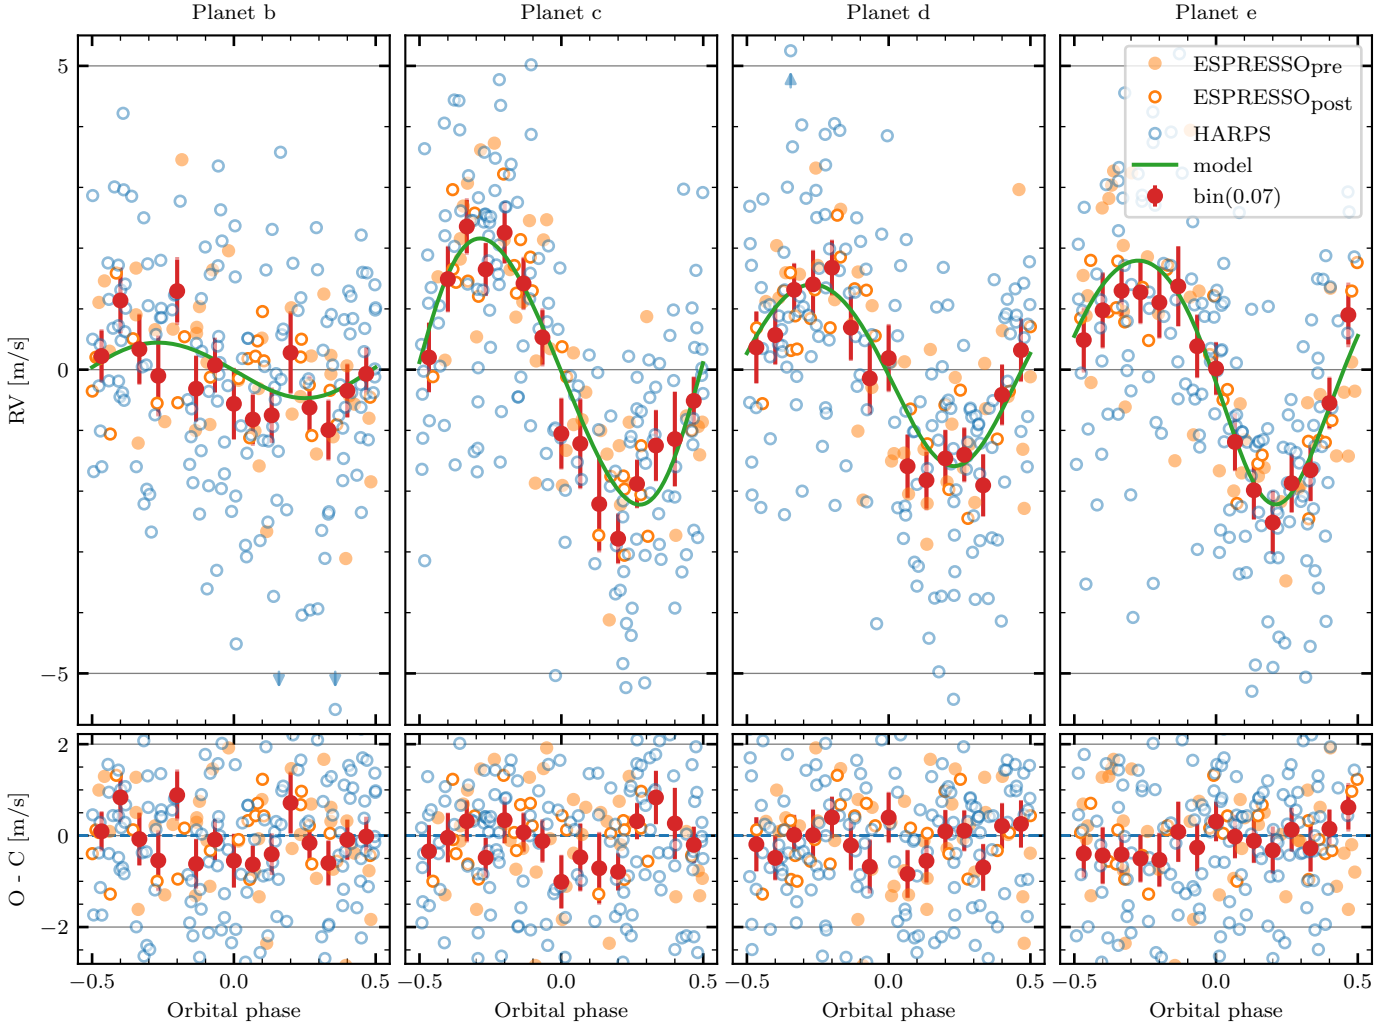 Planet b
Planet c
Planet d
Planet e
ESPRESSOpre
ESPRESSOpost
HARPS
model
bin(0.07)
RV [m/s]
5
0
−5
O - C [m/s]
2
0
−2
−0.5 0.0 0.5
−0.5 0.0 0.5
−0.5 0.0 0.5
−0.5 0.0 0.5
Orbital phase
Orbital phase
Orbital phase
Orbital phase